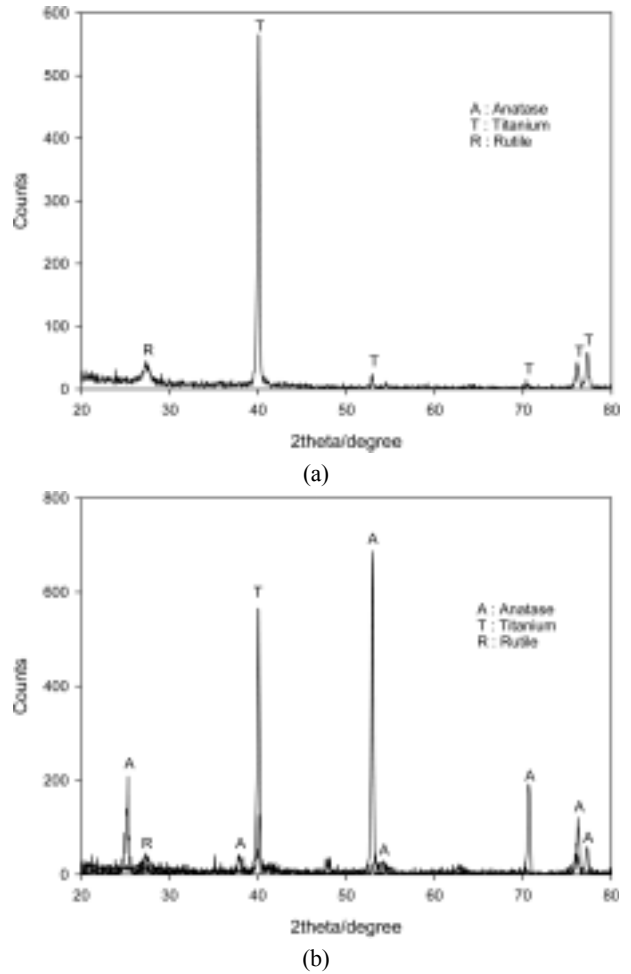 600
500
400
300
200
100
0
Counts
T
A : Anatase
T : Titanium
R : Rutile
R
T
T
T
T
20 30 40 50 60 70 80
2theta/degree
(a)
800
600
400
200
0
Counts
A
T
A : Anatase
T : Titanium
R : Rutile
A
R
A
A
A
A
A
20 30 40 50 60 70 80
2theta/degree
(b)